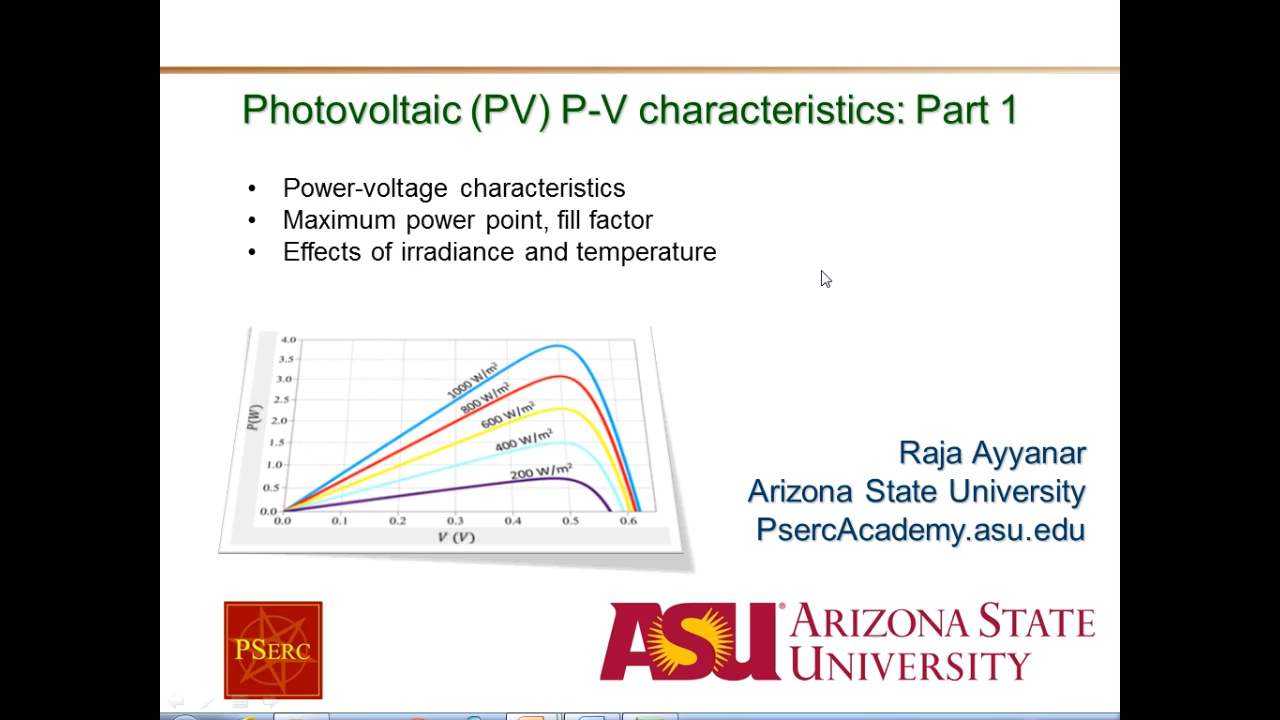 Photovoltaic (PV) P-V characteristics: Part 1
• Power-voltage characteristics
• Maximum power point, fill factor
• Effects of irradiance and temperature
4.0
3.5
3.0
2.5
2.0
1.5
1.0
0.5
0.0
P(W)
1000 W/m²
800 W/m²
600 W/m²
400 W/m²
200 W/m²
0.0 0.1 0.2 0.3 0.4 0.5 0.6
V (V)
Raja Ayyanar
Arizona State University
PsercAcademy.asu.edu
PSERC
ASU®
ARIZONA STATE
UNIVERSITY